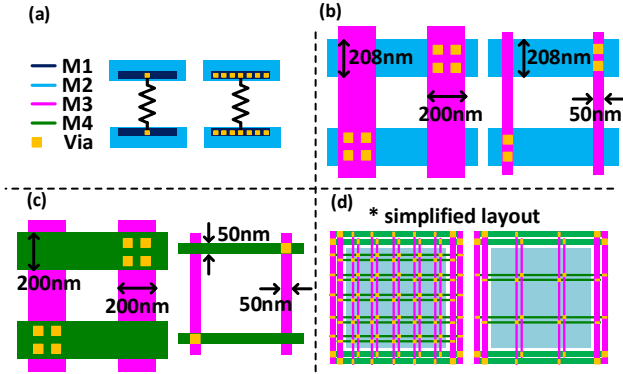 (a)
M1
M2
M3
M4
Via
(b)
208nm
200nm
208nm
50nm
(c)
200nm
200nm
50nm
50nm
(d)
* simplified layout